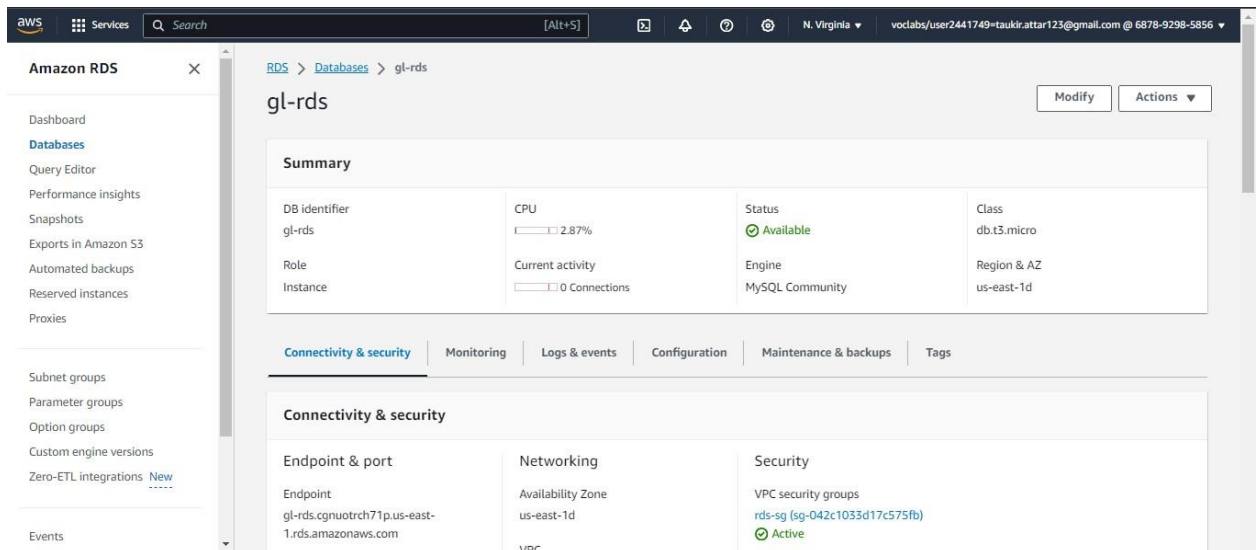 aws Services Search [Alt+S] N. Virginia voclabs/user2441749=taukir.attar123@gmail.com @ 6878-9298-5856
Amazon RDS
Dashboard
Databases
Query Editor
Performance insights
Snapshots
Exports in Amazon S3
Automated backups
Reserved instances
Proxies
Subnet groups
Parameter groups
Option groups
Custom engine versions
Zero-ETL integrations New
Events
RDS > Databases > gl-rds
gl-rds
Modify Actions
Summary
DB identifier CPU Status Class
gl-rds 2.87% Available db.t3.micro
Role Current activity Engine Region & AZ
Instance 0 Connections MySQL Community us-east-1d
Connectivity & security Monitoring Logs & events Configuration Maintenance & backups Tags
Connectivity & security
Endpoint & port Networking Security
Endpoint Availability Zone VPC security groups
gl-rds.cgnuotrch71p.us-east- us-east-1d rds-sg (sg-042c1033d17c575fb)
1.rds.amazonaws.com Active
VPC